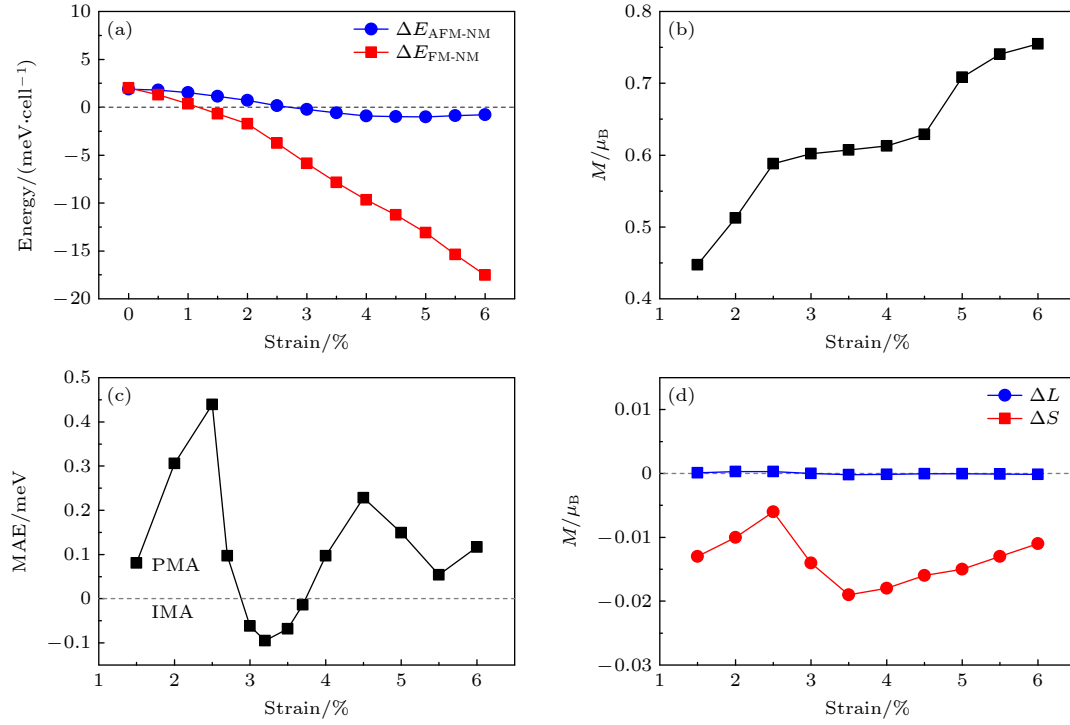 (a)
ΔE_AFM-NM
ΔE_FM-NM
10
5
0
−5
−10
−15
−20
Energy/(meV·cell⁻¹)
0 1 2 3 4 5 6
Strain/%
(b)
0.8
0.7
0.6
0.5
0.4
M/μ_B
1 2 3 4 5 6
Strain/%
(c)
0.5
0.4
0.3
0.2
0.1
0
−0.1
MAE/meV
PMA
IMA
1 2 3 4 5 6
Strain/%
(d)
ΔL
ΔS
0.01
0
−0.01
−0.02
−0.03
M/μ_B
1 2 3 4 5 6
Strain/%